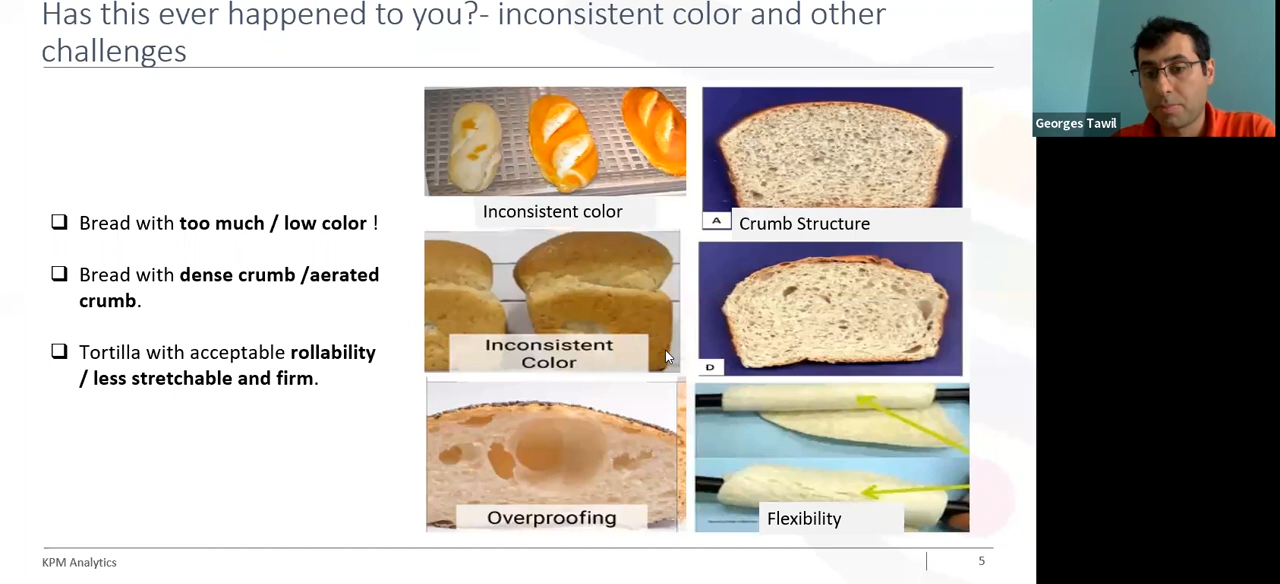 Has this ever happened to you?- inconsistent color and other
challenges
Georges Tawil
Bread with too much / low color !
Bread with dense crumb /aerated
crumb.
Tortilla with acceptable rollability
/ less stretchable and firm.
Inconsistent color
A
Crumb Structure
Inconsistent
Color
D
Overproofing
Flexibility
KPM Analytics
5